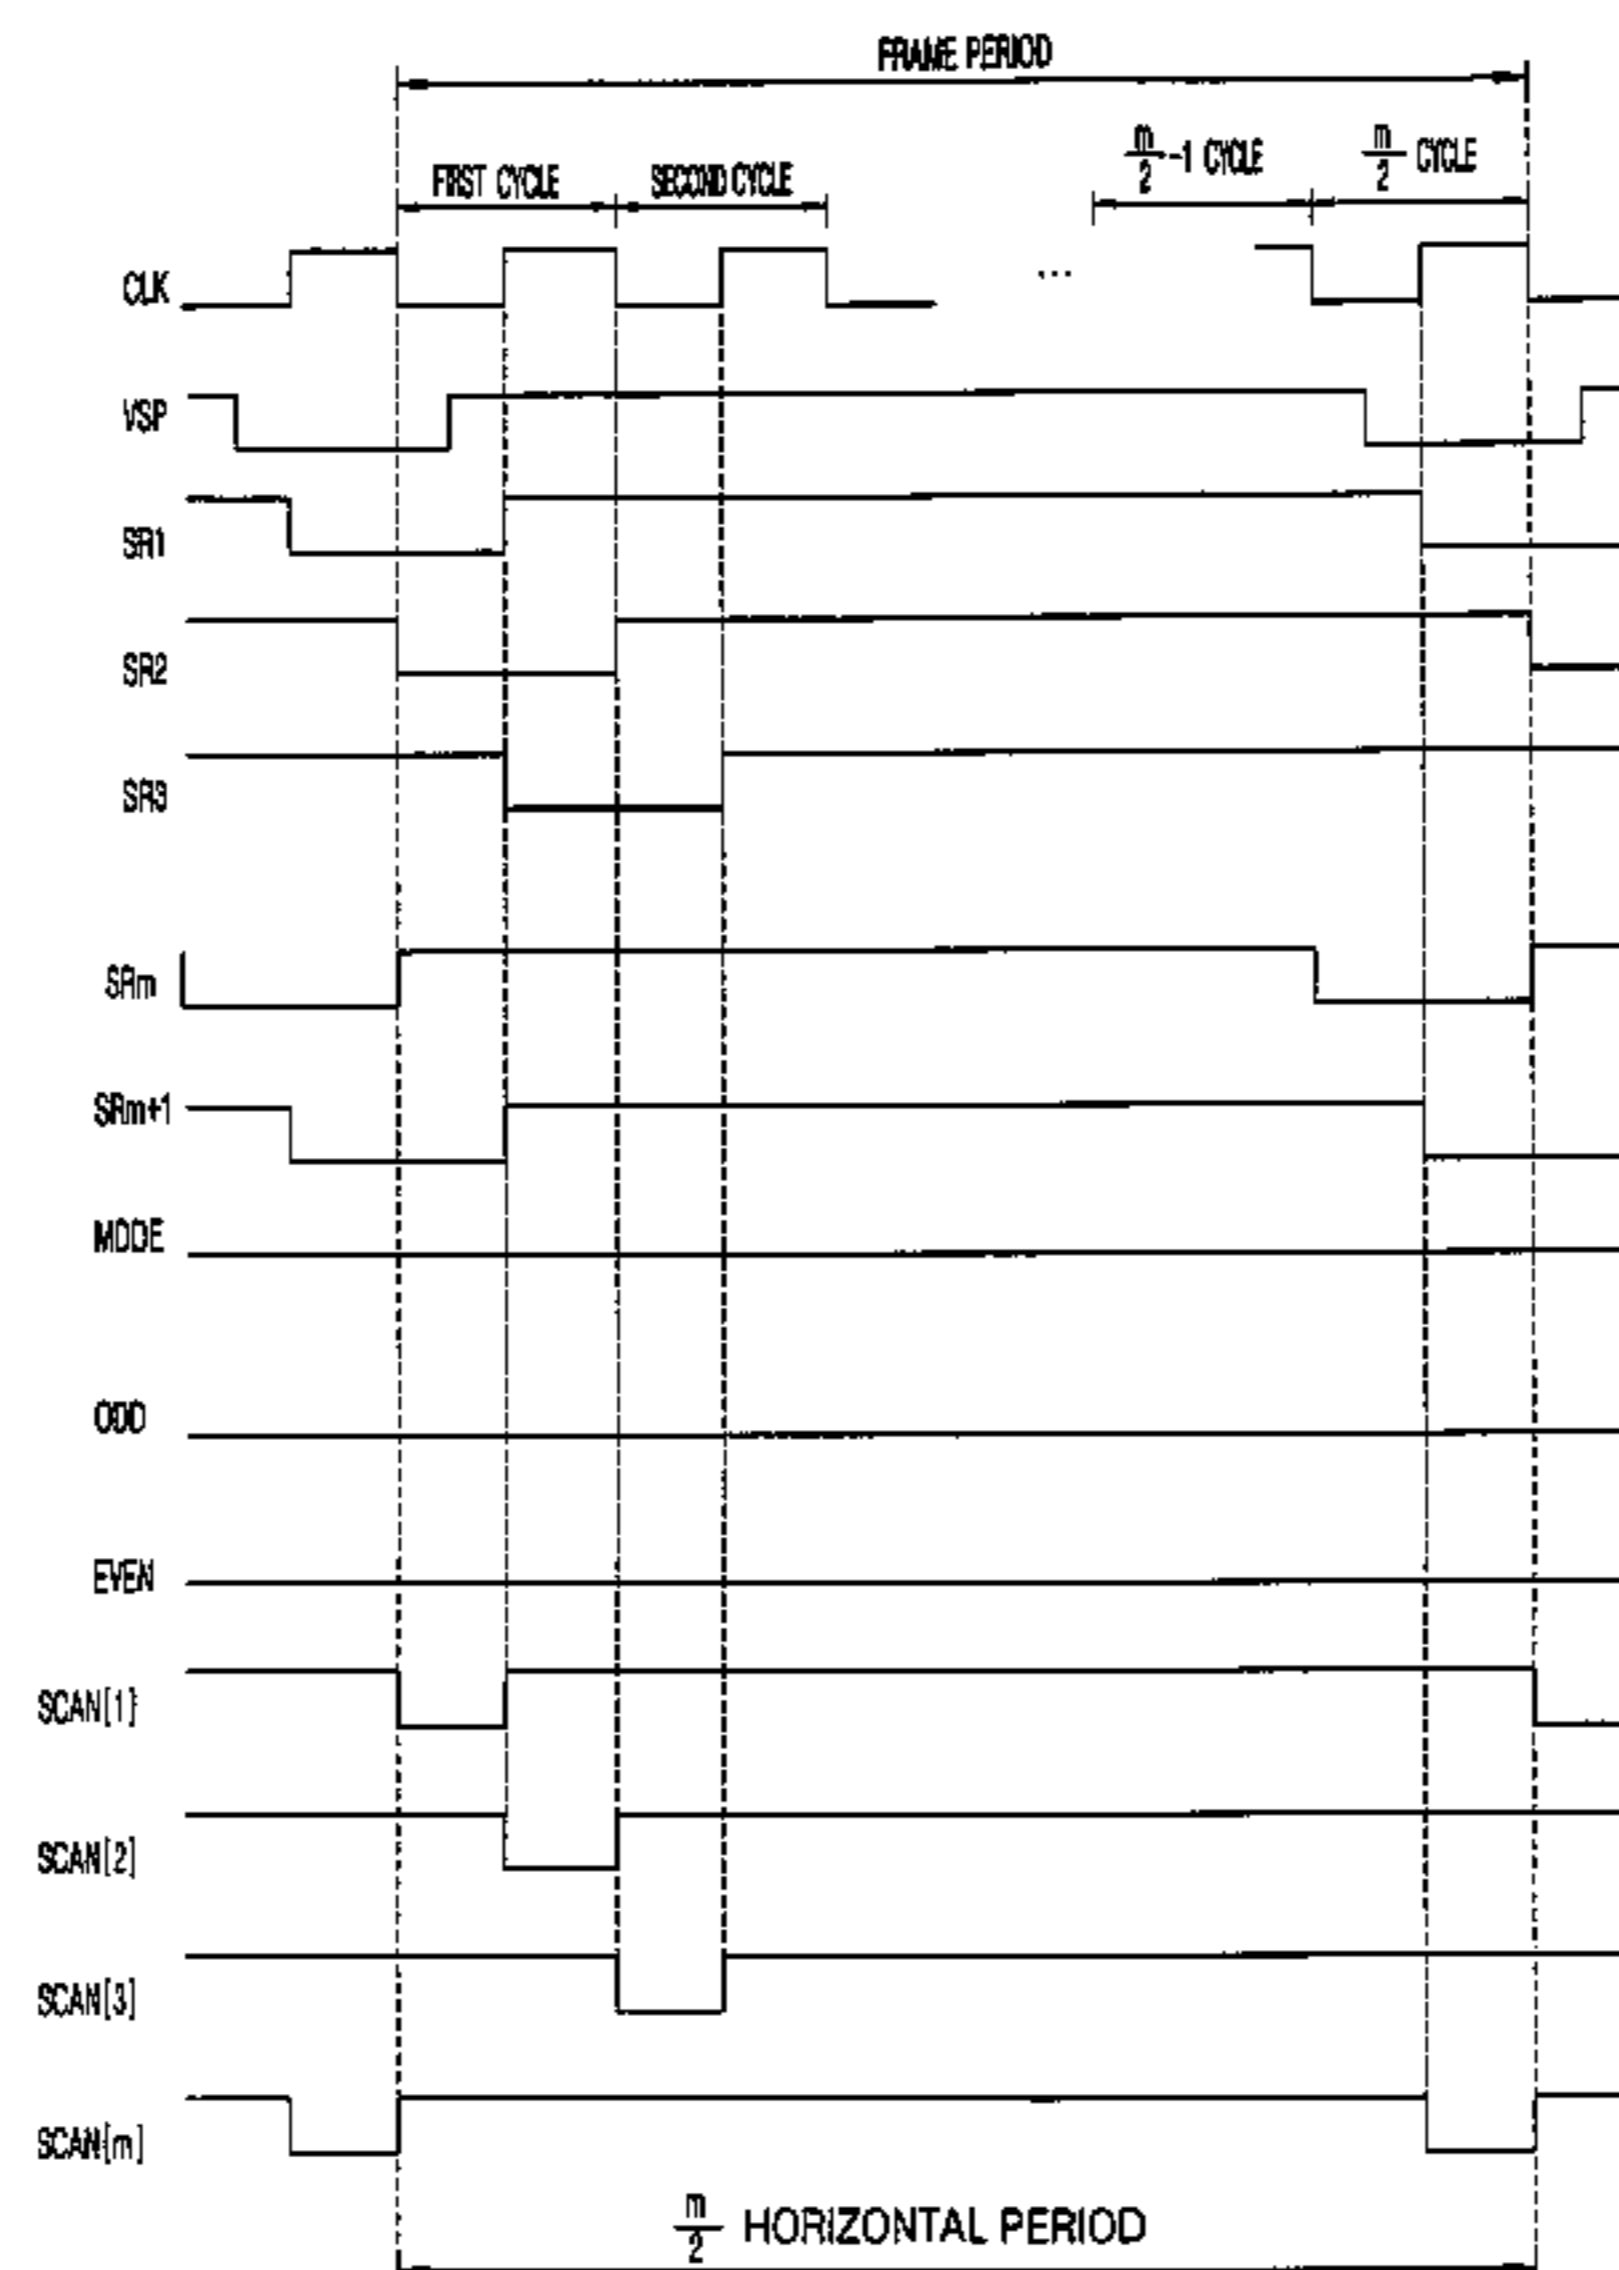 FRAME PERIOD
FIRST CYCLE
SECOND CYCLE
m/2 -1 CYCLE
m/2 CYCLE
CLK
...
VSP
SR1
SR2
SR3
SRm
SRm+1
MODE
ODD
EVEN
SCAN[1]
SCAN[2]
SCAN[3]
SCAN[m]
m/2 HORIZONTAL PERIOD